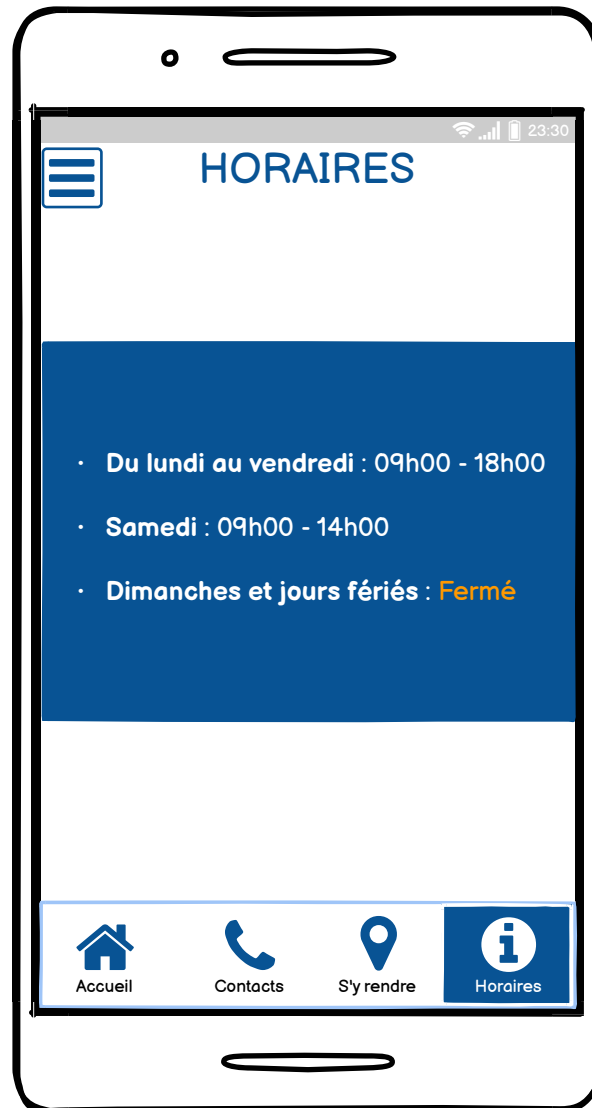 23:30
HORAIRES
· Du lundi au vendredi : 09h00 - 18h00
· Samedi : 09h00 - 14h00
· Dimanches et jours fériés : Fermé
Accueil
Contacts
S'y rendre
Horaires